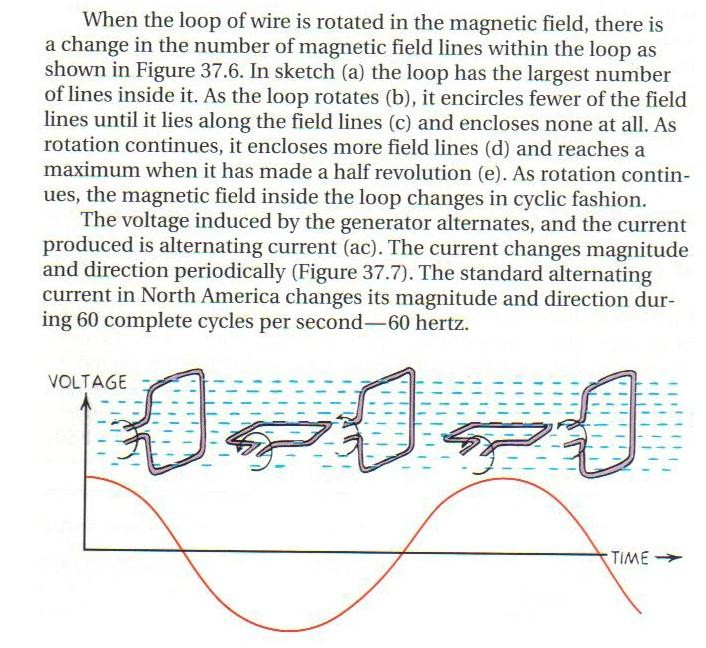 When the loop of wire is rotated in the magnetic field, there is
a change in the number of magnetic field lines within the loop as
shown in Figure 37.6. In sketch (a) the loop has the largest number
of lines inside it. As the loop rotates (b), it encircles fewer of the field
lines until it lies along the field lines (c) and encloses none at all. As
rotation continues, it encloses more field lines (d) and reaches a
maximum when it has made a half revolution (e). As rotation contin-
ues, the magnetic field inside the loop changes in cyclic fashion.
The voltage induced by the generator alternates, and the current
produced is alternating current (ac). The current changes magnitude
and direction periodically (Figure 37.7). The standard alternating
current in North America changes its magnitude and direction dur-
ing 60 complete cycles per second—60 hertz.
VOLTAGE
TIME